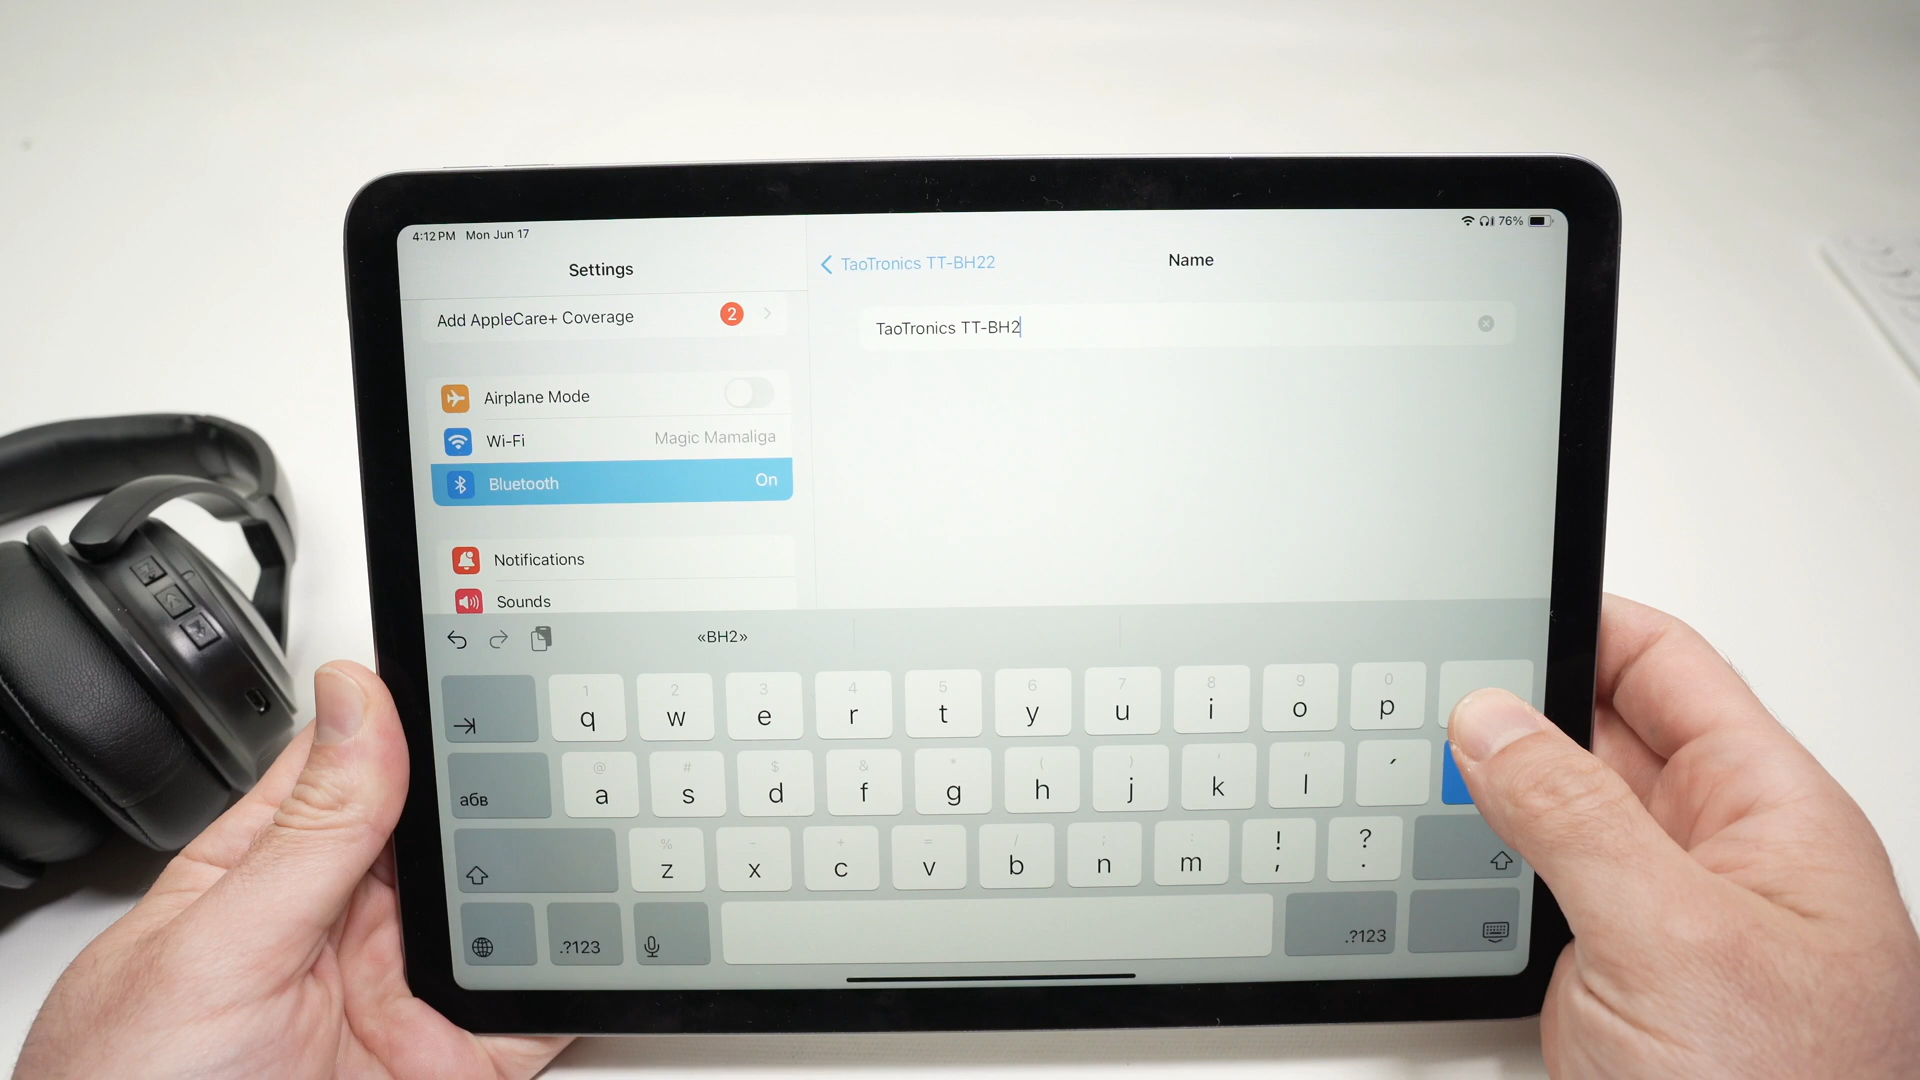 4:12 PM Mon Jun 17
76%
Settings
TaoTronics TT-BH22
Name
Add AppleCare+ Coverage 2
TaoTronics TT-BH2
Airplane Mode
Wi-Fi Magic Mamaliga
Bluetooth On
Notifications
Sounds
«BH2»
1 2 3 4 5 6 7 8 9 0
q w e r t y u i o p
@ # $ & * ( ) ' "
абв a s d f g h j k l ´
% - + = / ; : ! ?
z x c v b n m , .
.?123 .?123